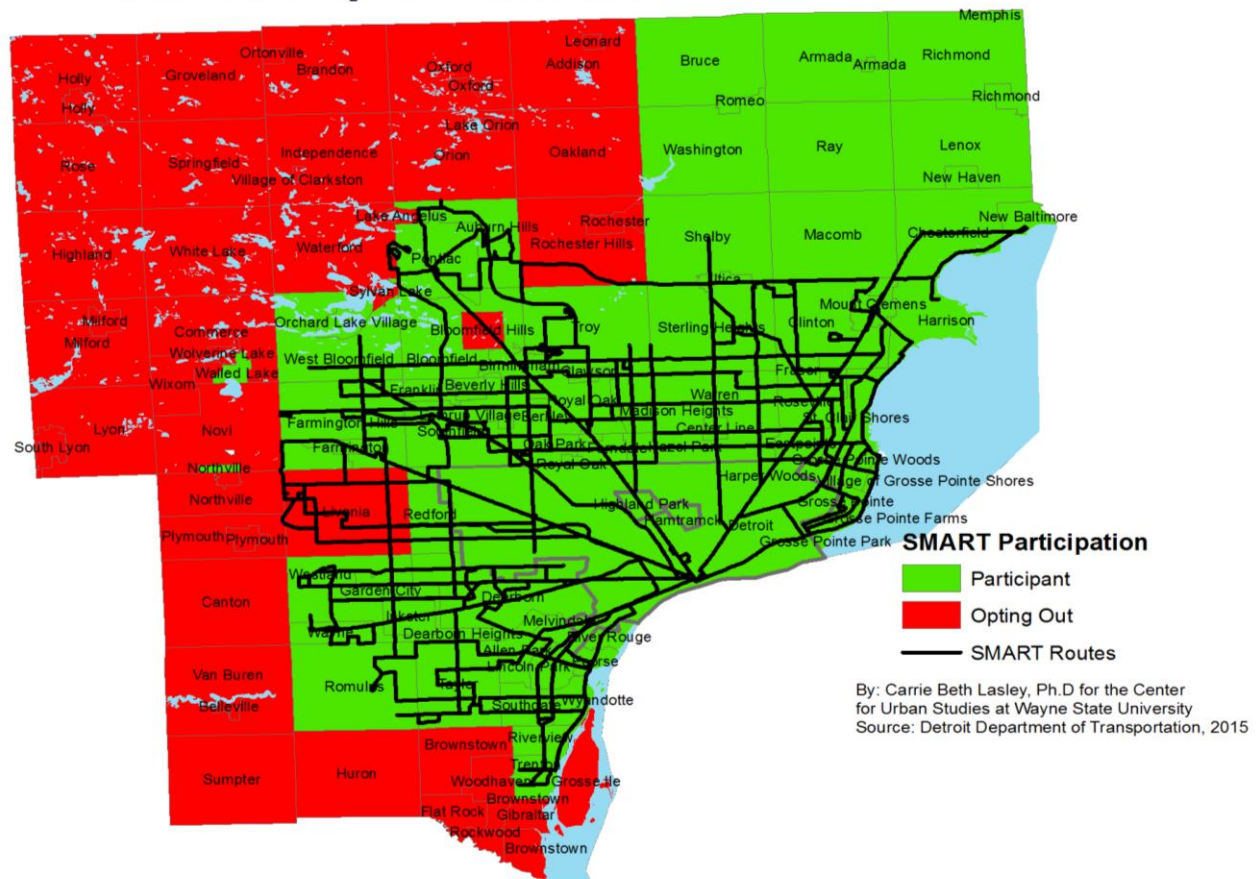 Memphis
Leonard
Ortonville
Addison
Bruce
Armada
Richmond
Brandon
Oxford
Armada
Holly
Groveland
Oxford
Romeo
Richmond
Holly
Lake Orion
Independence
Orion
Oakland
Washington
Ray
Lenox
Rose
Springfield
Village of Clarkston
New Haven
Lake Angelus
Rochester
New Baltimore
Auburn Hills
Shelby
Macomb
Chesterfield
Highland
White Lake
Waterford
Rochester Hills
Pontiac
Utica
Sylvan Lake
Mount Clemens
Milford
Orchard Lake Village
Troy
Sterling Heights
Clinton
Harrison
Commerce
Bloomfield Hills
Milford
Wolverine Lake
West Bloomfield
Bloomfield
Birmingham
Clawson
Fraser
Walled Lake
Wixom
Franklin
Beverly Hills
Royal Oak
Warren
Roseville
Madison Heights
St. Clair Shores
Lyon
Novi
Farmington Hills
Lathrup Village
Berkley
Center Line
South Lyon
Southfield
Farmington
Oak Park
Ferndale
Hazel Park
Eastpointe
Northville
Royal Oak
Grosse Pointe Woods
Harper Woods
Village of Grosse Pointe Shores
Northville
Highland Park
Grosse Pointe
Livonia
Redford
Hamtramck
Detroit
Grosse Pointe Farms
Plymouth
Plymouth
Grosse Pointe Park
SMART Participation
Participant
Opting Out
SMART Routes
Westland
Garden City
Canton
Dearborn
Inkster
Melvindale
Wayne
Dearborn Heights
River Rouge
Allen Park
Ecorse
Lincoln Park
Van Buren
Romulus
Taylor
Belleville
Southgate
Wyandotte
By: Carrie Beth Lasley, Ph.D for the Center
for Urban Studies at Wayne State University
Source: Detroit Department of Transportation, 2015
Riverview
Brownstown
Trenton
Sumpter
Huron
Woodhaven
Grosse Ile
Brownstown
Flat Rock
Gibraltar
Rockwood
Brownstown